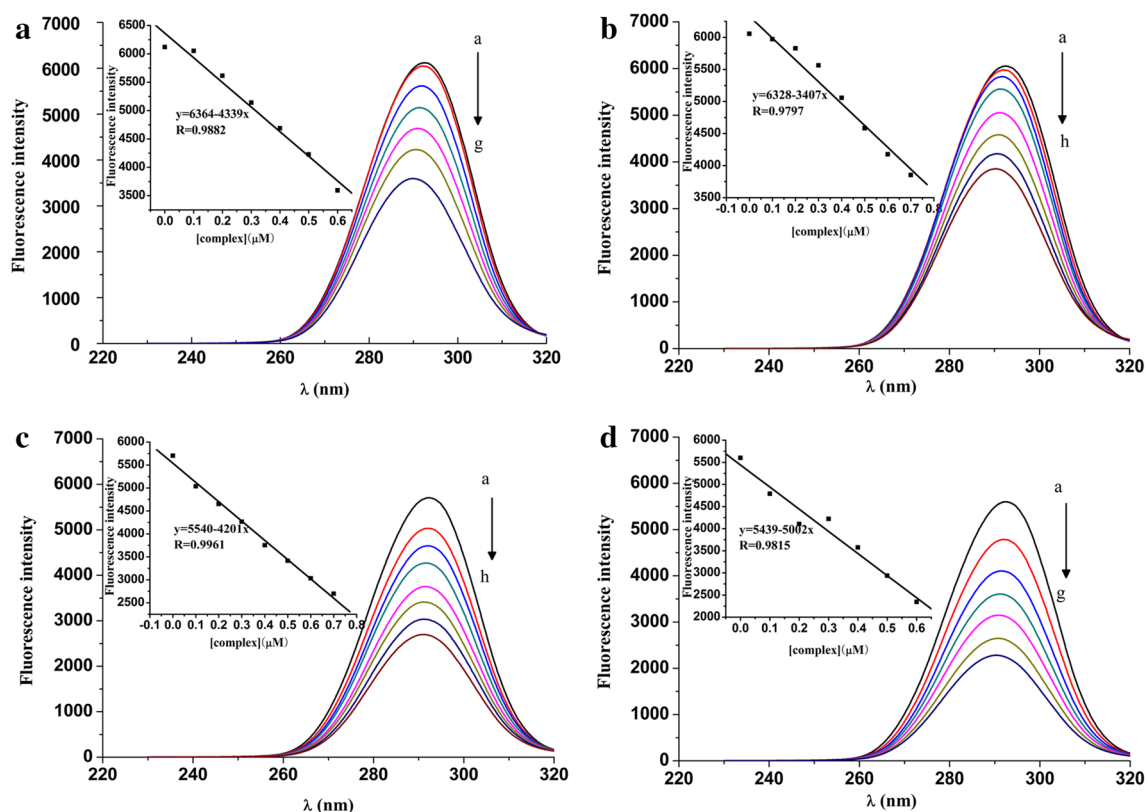 a
Fluorescence intensity
7000
6000
5000
4000
3000
2000
1000
0
220 240 260 280 300 320
λ (nm)
a
g
Fluorescence intensity
6500
6000
5500
5000
4500
4000
3500
0.0 0.1 0.2 0.3 0.4 0.5 0.6
[complex](μM)
y=6364-4339x
R=0.9882
b
Fluorescence intensity
7000
6000
5000
4000
3000
2000
1000
0
220 240 260 280 300 320
λ (nm)
a
h
Fluorescence intensity
6000
5500
5000
4500
4000
3500
-0.1 0.0 0.1 0.2 0.3 0.4 0.5 0.6 0.7 0.8
[complex](μM)
y=6328-3407x
R=0.9797
c
Fluorescence intensity
7000
6000
5000
4000
3000
2000
1000
0
220 240 260 280 300 320
λ (nm)
a
h
Fluorescence intensity
6000
5500
5000
4500
4000
3500
3000
2500
-0.1 0.0 0.1 0.2 0.3 0.4 0.5 0.6 0.7 0.8
[complex](μM)
y=5540-4201x
R=0.9961
d
Fluorescence intensity
7000
6000
5000
4000
3000
2000
1000
0
220 240 260 280 300 320
λ (nm)
a
g
Fluorescence intensity
6000
5500
5000
4500
4000
3500
3000
2500
2000
0.0 0.1 0.2 0.3 0.4 0.5 0.6
[complex](μM)
y=5439-5002x
R=0.9815